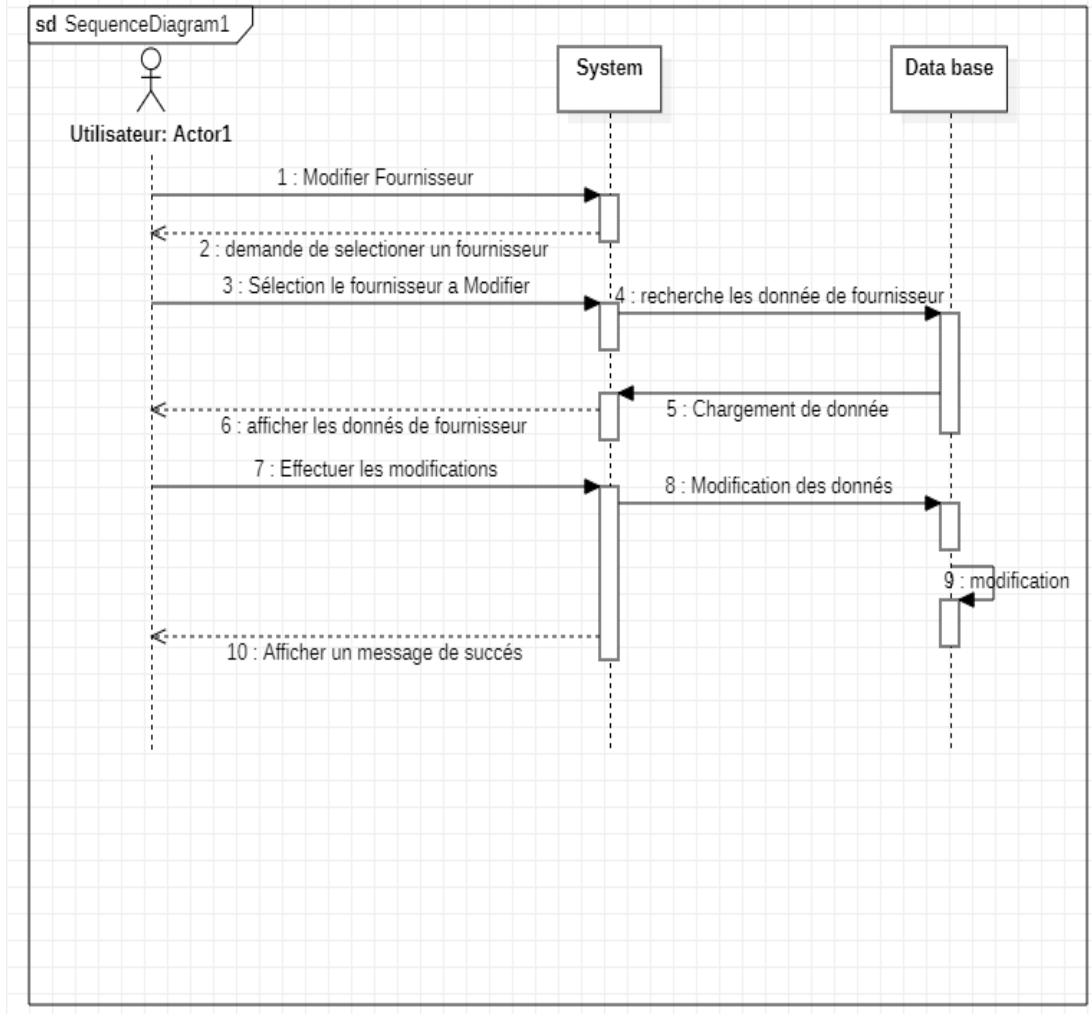 sd SequenceDiagram1
Utilisateur: Actor1
System
Data base
1 : Modifier Fournisseur
2 : demande de selectioner un fournisseur
3 : Sélection le fournisseur a Modifier
4 : recherche les donnée de fournisseur
5 : Chargement de donnée
6 : afficher les donnés de fournisseur
7 : Effectuer les modifications
8 : Modification des donnés
9 : modification
10 : Afficher un message de succés